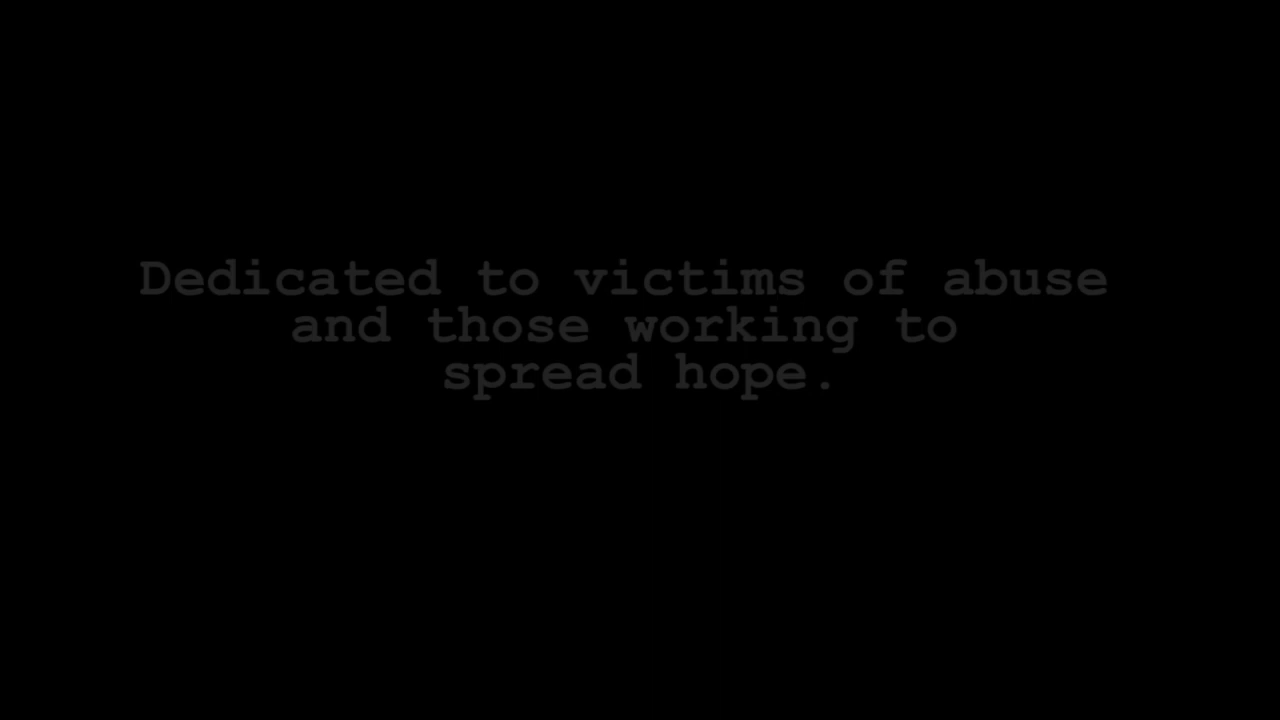 Dedicated to victims of abuse
and those working to
spread hope.